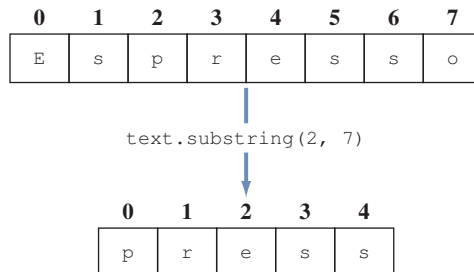 0 1 2 3 4 5 6 7
E s p r e s s o
text.substring(2, 7)
0 1 2 3 4
p r e s s